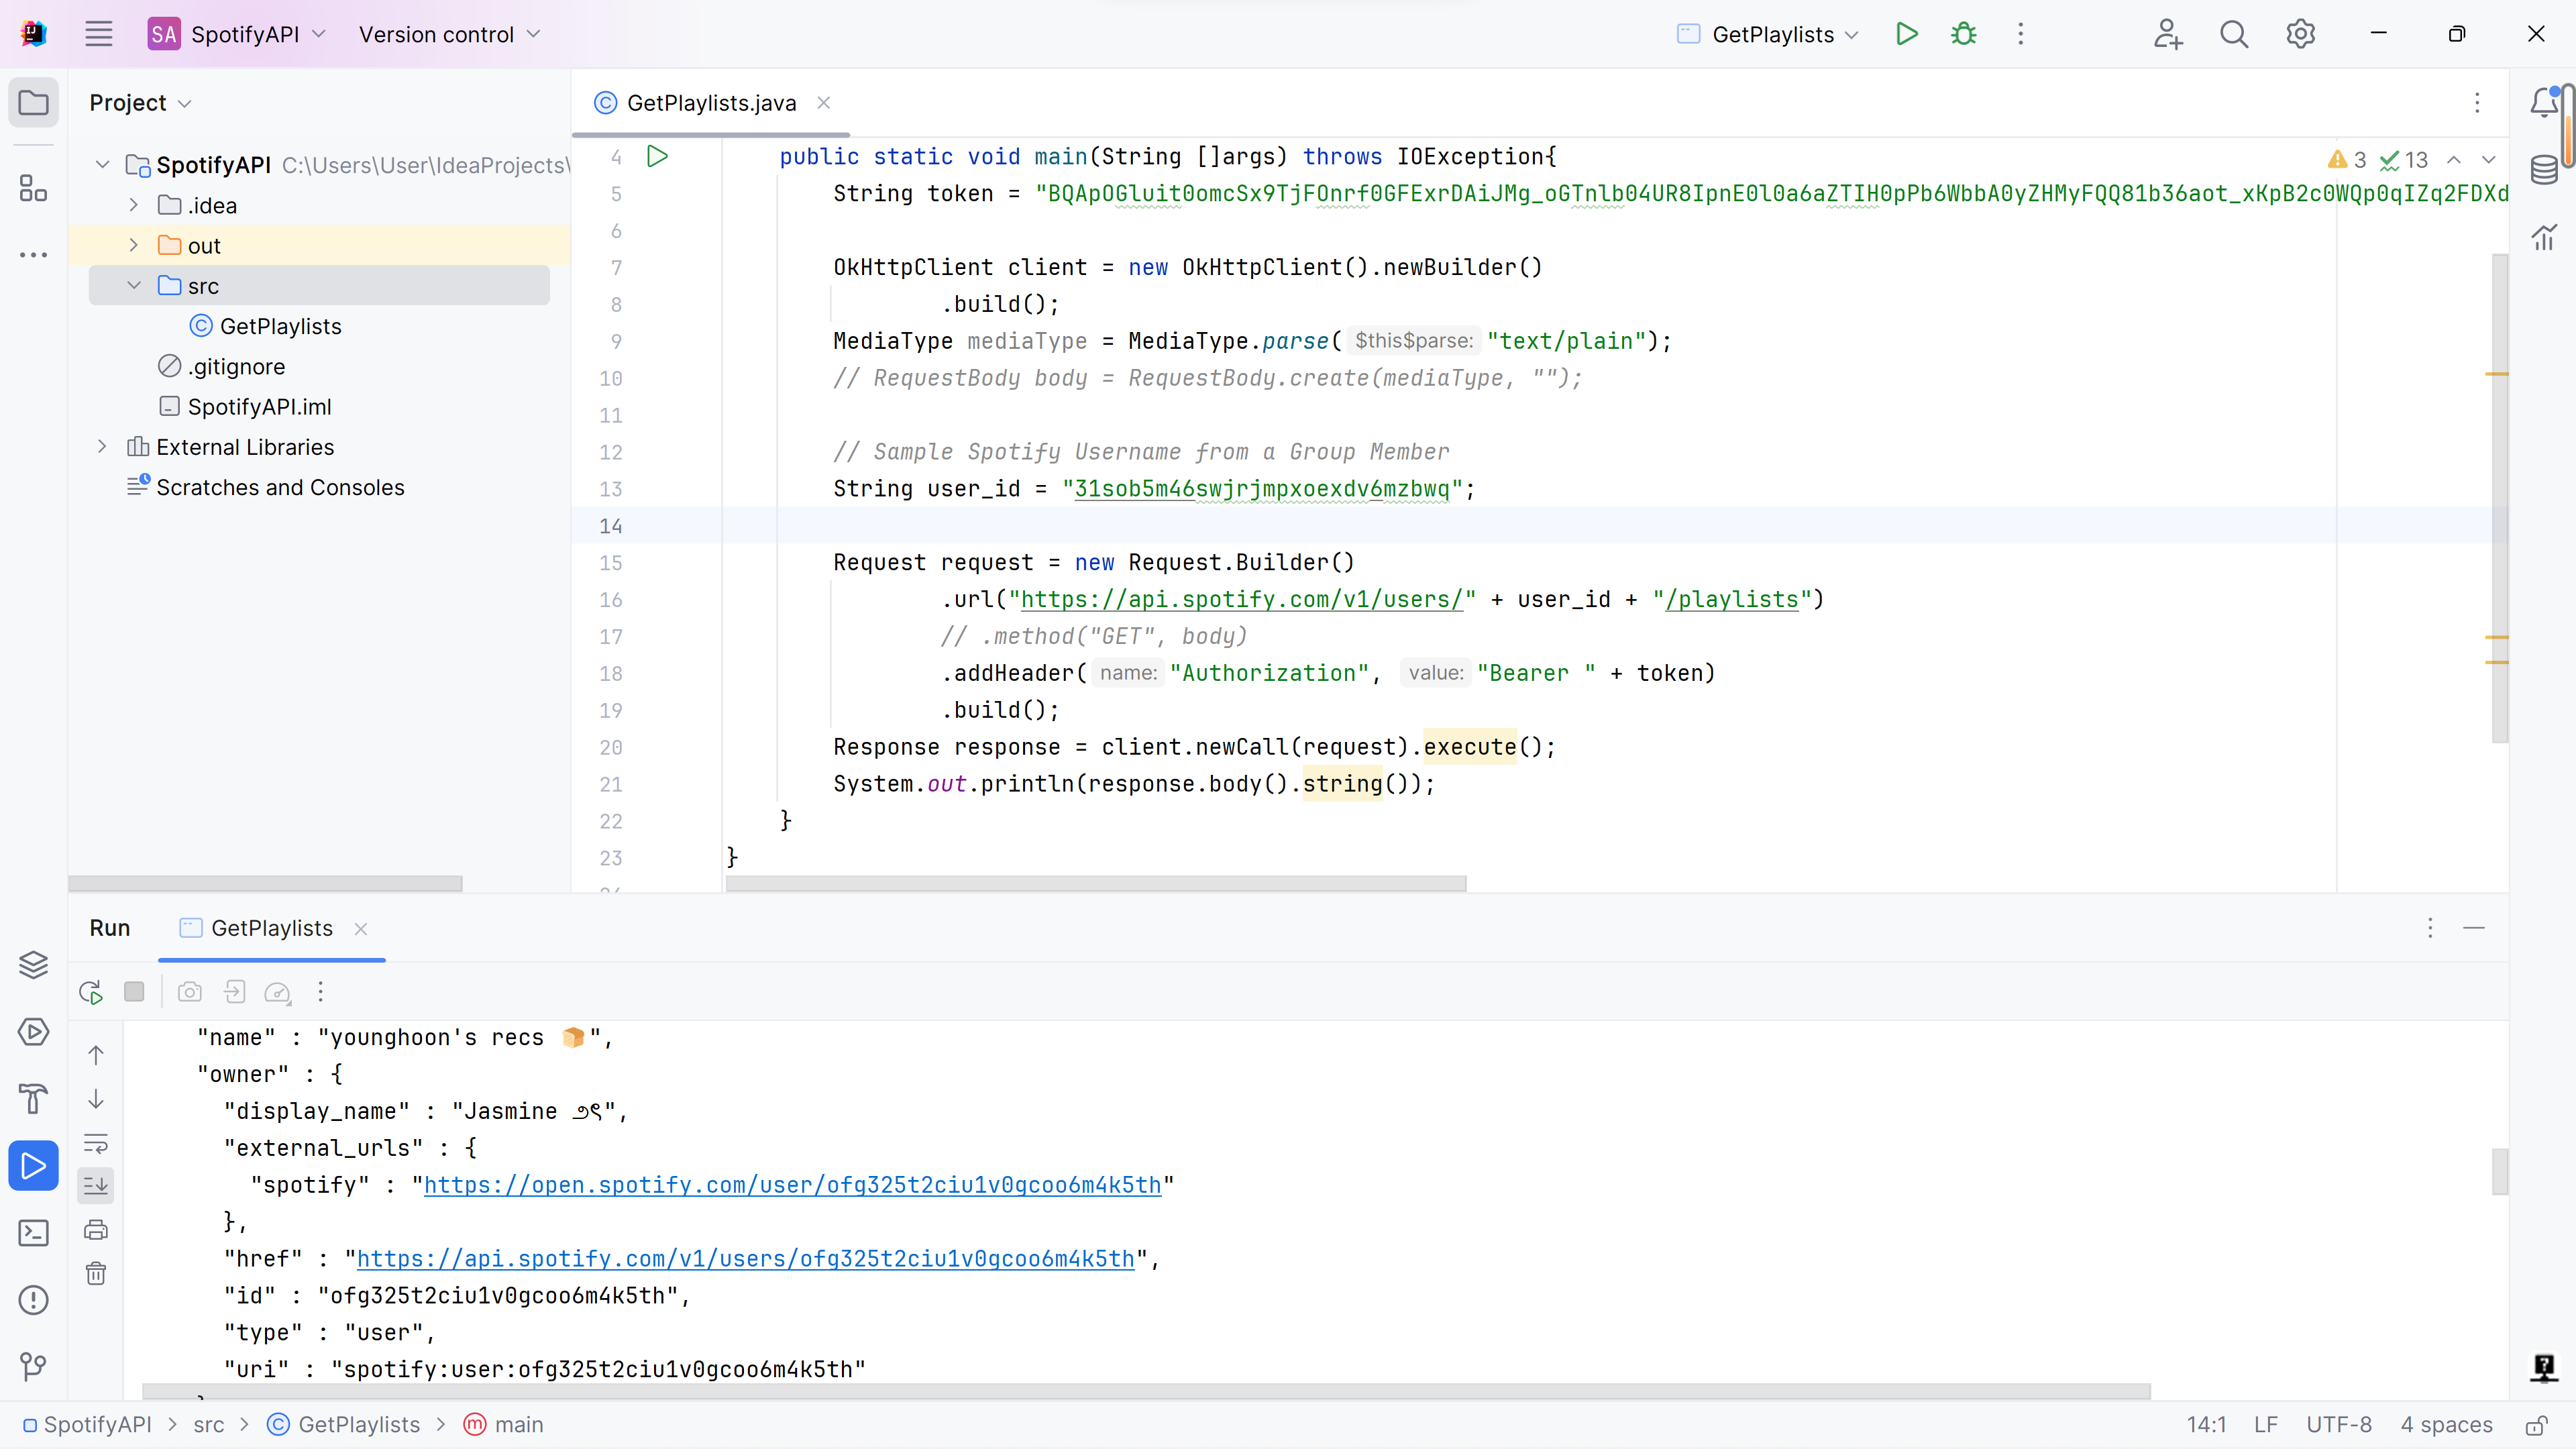 SA SpotifyAPI Version control GetPlaylists
Project
GetPlaylists.java
SpotifyAPI C:\Users\User\IdeaProjects\
.idea
out
src
GetPlaylists
.gitignore
SpotifyAPI.iml
External Libraries
Scratches and Consoles
3 13
4 public static void main(String []args) throws IOException{
5 String token = "BQApOGluit0omcSx9TjFOnrf0GFExrDAiJMg_oGTnlb04UR8IpnE0l0a6aZTIH0pPb6WbbA0yZHMyFQQ81b36aot_xKpB2c0WQp0qIZq2FDXd
6
7 OkHttpClient client = new OkHttpClient().newBuilder()
8 .build();
9 MediaType mediaType = MediaType.parse( $this$parse: "text/plain");
10 // RequestBody body = RequestBody.create(mediaType, "");
11
12 // Sample Spotify Username from a Group Member
13 String user_id = "31sob5m46swjrjmpxoexdv6mzbwq";
14
15 Request request = new Request.Builder()
16 .url("https://api.spotify.com/v1/users/" + user_id + "/playlists")
17 // .method("GET", body)
18 .addHeader( name: "Authorization", value: "Bearer " + token)
19 .build();
20 Response response = client.newCall(request).execute();
21 System.out.println(response.body().string());
22 }
23 }
Run GetPlaylists
"name" : "younghoon's recs 🍞",
"owner" : {
"display_name" : "Jasmine ౨ৎ",
"external_urls" : {
"spotify" : "https://open.spotify.com/user/ofg325t2ciu1v0gcoo6m4k5th"
},
"href" : "https://api.spotify.com/v1/users/ofg325t2ciu1v0gcoo6m4k5th",
"id" : "ofg325t2ciu1v0gcoo6m4k5th",
"type" : "user",
"uri" : "spotify:user:ofg325t2ciu1v0gcoo6m4k5th"
SpotifyAPI > src > GetPlaylists > main
14:1 LF UTF-8 4 spaces